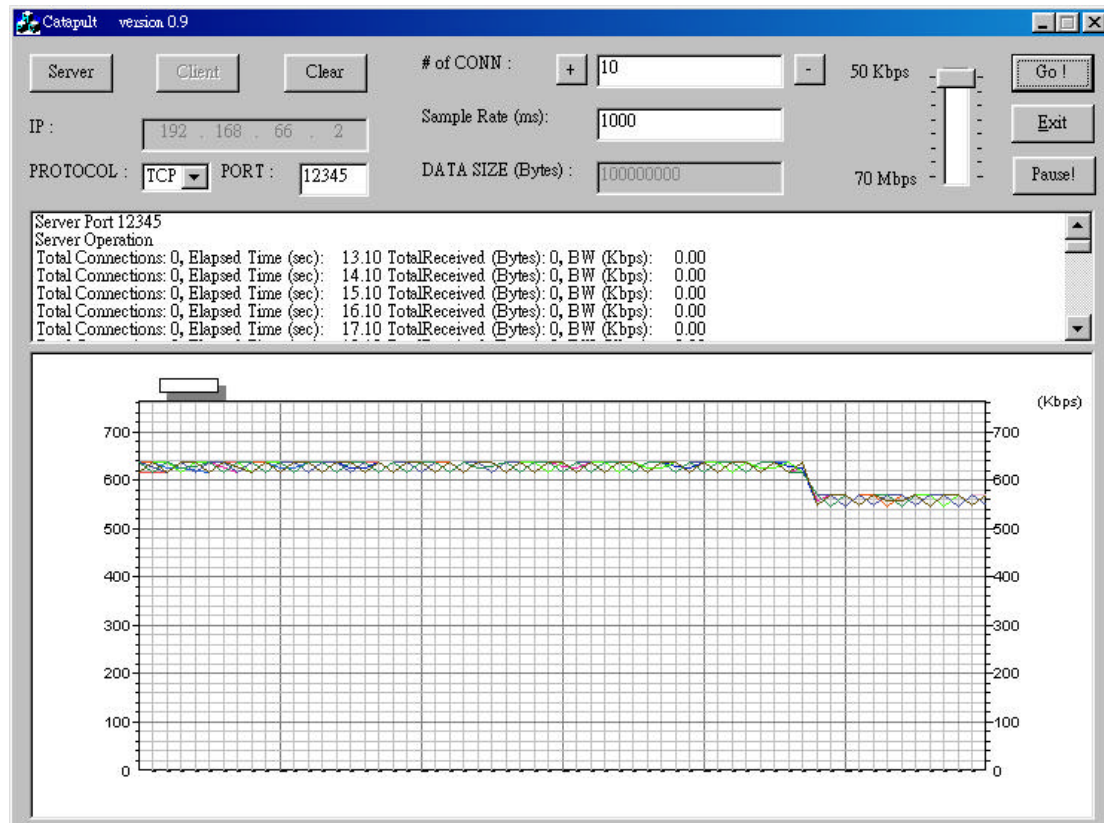 Catapult version 0.9
Server Client Clear
# of CONN : + 10 -
50 Kbps
Go !
IP : 192 . 168 . 66 . 2
Sample Rate (ms): 1000
Exit
PROTOCOL : TCP PORT : 12345
DATA SIZE (Bytes) : 100000000
70 Mbps
Pause!
Server Port 12345
Server Operation
Total Connections: 0, Elapsed Time (sec): 13.10 TotalReceived (Bytes): 0, BW (Kbps): 0.00
Total Connections: 0, Elapsed Time (sec): 14.10 TotalReceived (Bytes): 0, BW (Kbps): 0.00
Total Connections: 0, Elapsed Time (sec): 15.10 TotalReceived (Bytes): 0, BW (Kbps): 0.00
Total Connections: 0, Elapsed Time (sec): 16.10 TotalReceived (Bytes): 0, BW (Kbps): 0.00
Total Connections: 0, Elapsed Time (sec): 17.10 TotalReceived (Bytes): 0, BW (Kbps): 0.00
(Kbps)
700 700
600 600
500 500
400 400
300 300
200 200
100 100
0 0